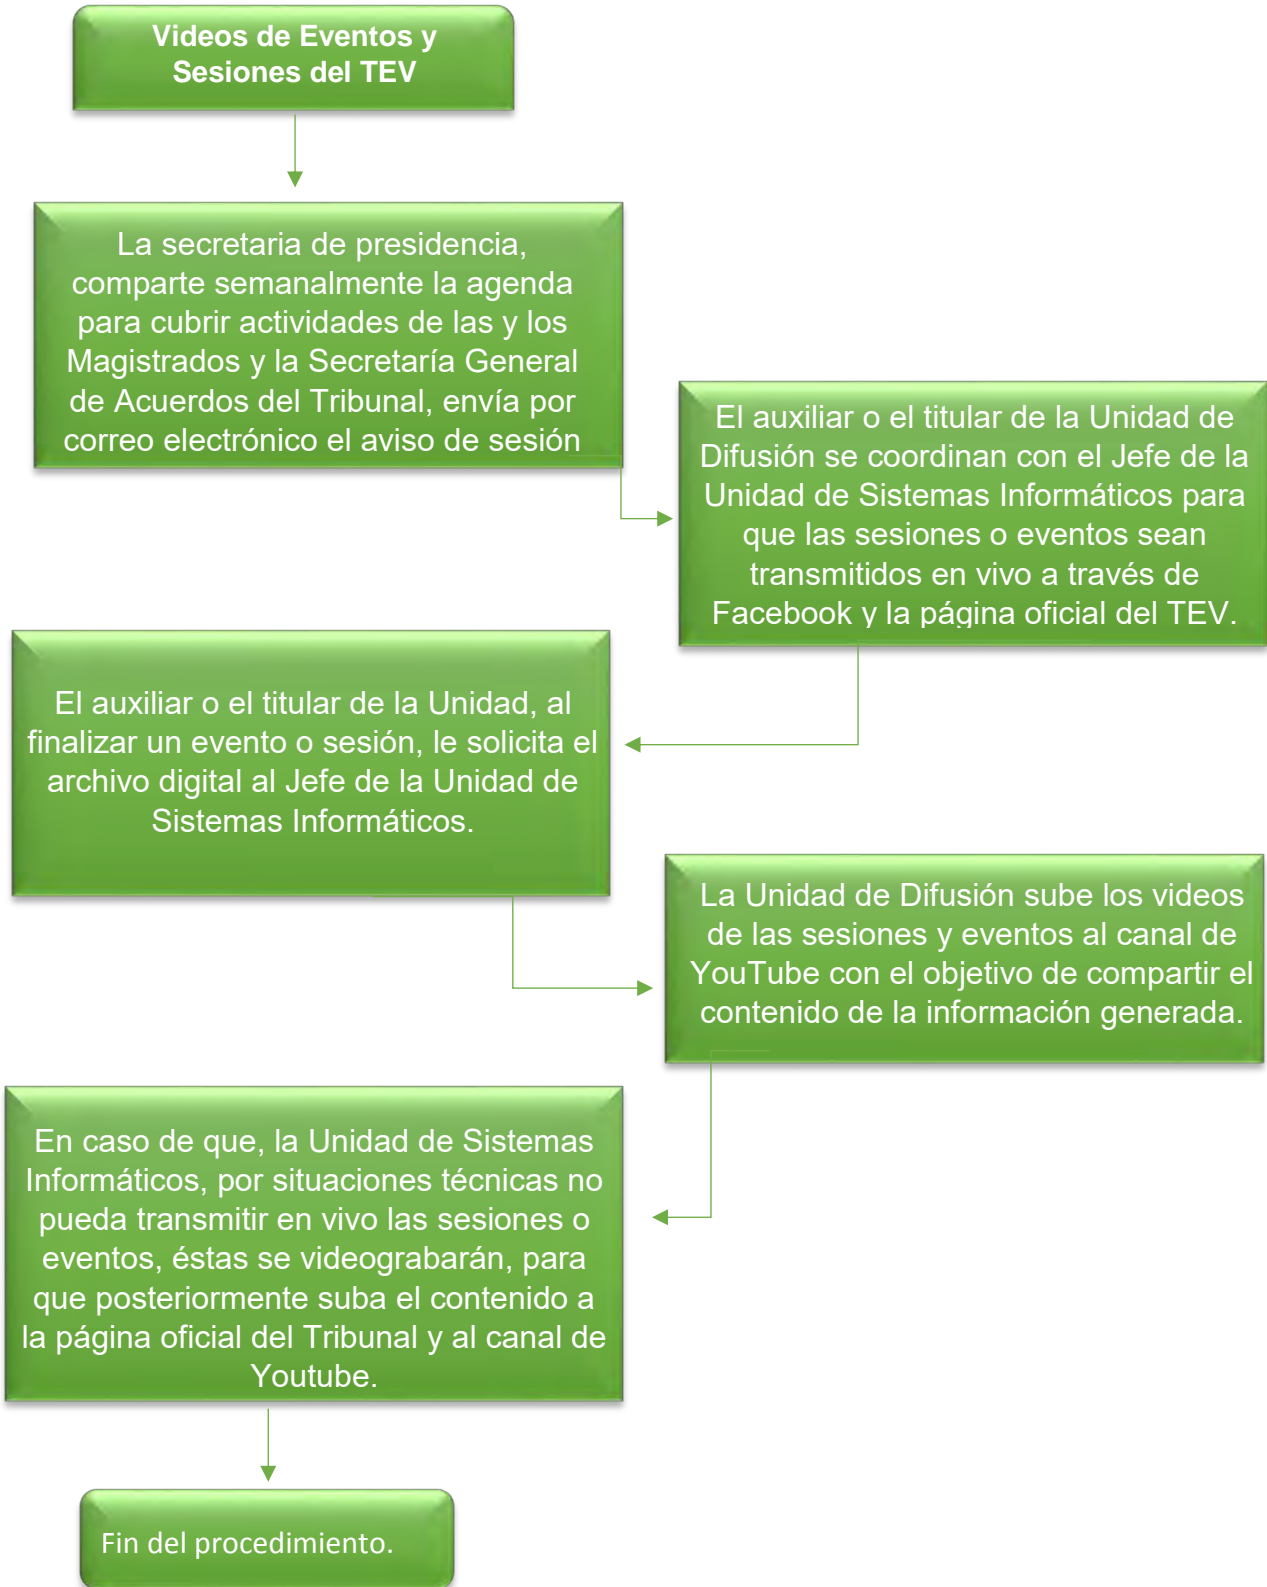 Videos de Eventos y
Sesiones del TEV
La secretaria de presidencia,
comparte semanalmente la agenda
para cubrir actividades de las y los
Magistrados y la Secretaría General
de Acuerdos del Tribunal, envía por
correo electrónico el aviso de sesión
El auxiliar o el titular de la Unidad de
Difusión se coordinan con el Jefe de la
Unidad de Sistemas Informáticos para
que las sesiones o eventos sean
transmitidos en vivo a través de
Facebook y la página oficial del TEV.
El auxiliar o el titular de la Unidad, al
finalizar un evento o sesión, le solicita el
archivo digital al Jefe de la Unidad de
Sistemas Informáticos.
La Unidad de Difusión sube los videos
de las sesiones y eventos al canal de
YouTube con el objetivo de compartir el
contenido de la información generada.
En caso de que, la Unidad de Sistemas
Informáticos, por situaciones técnicas no
pueda transmitir en vivo las sesiones o
eventos, éstas se videograbarán, para
que posteriormente suba el contenido a
la página oficial del Tribunal y al canal de
Youtube.
Fin del procedimiento.